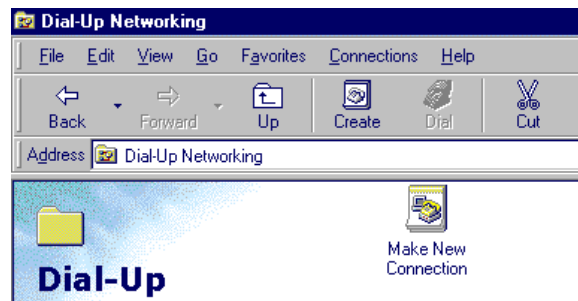 Dial-Up Networking
File Edit View Go Favorites Connections Help
Back Forward Up Create Dial Cut
Address Dial-Up Networking
Make New
Connection
Dial-Up